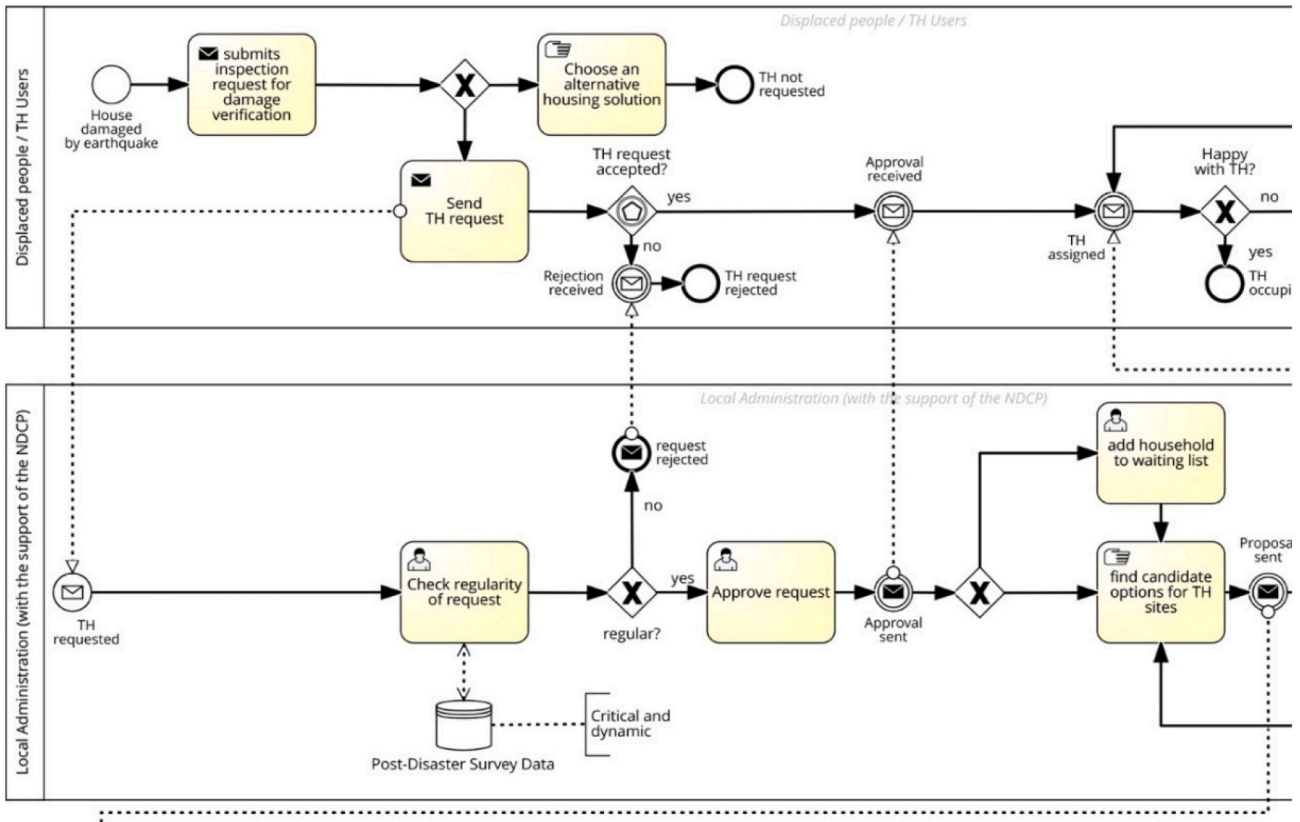 Displaced people / TH Users
Displaced people / TH Users
submits
inspection
request for
damage
verification
Choose an
alternative
housing solution
TH not
requested
House
damaged
by earthquake
TH request
accepted?
yes
no
Send
TH request
Approval
received
TH
assigned
Happy
with TH?
no
yes
TH
occupi
Rejection
received
TH request
rejected
Local Administration (with the support of the NDCP)
Local Administration (with the support of the NDCP)
request
rejected
no
add household
to waiting list
TH
requested
Check regularity
of request
yes
regular?
Approve request
Approval
sent
find candidate
options for TH
sites
Proposa
sent
Critical and
dynamic
Post-Disaster Survey Data